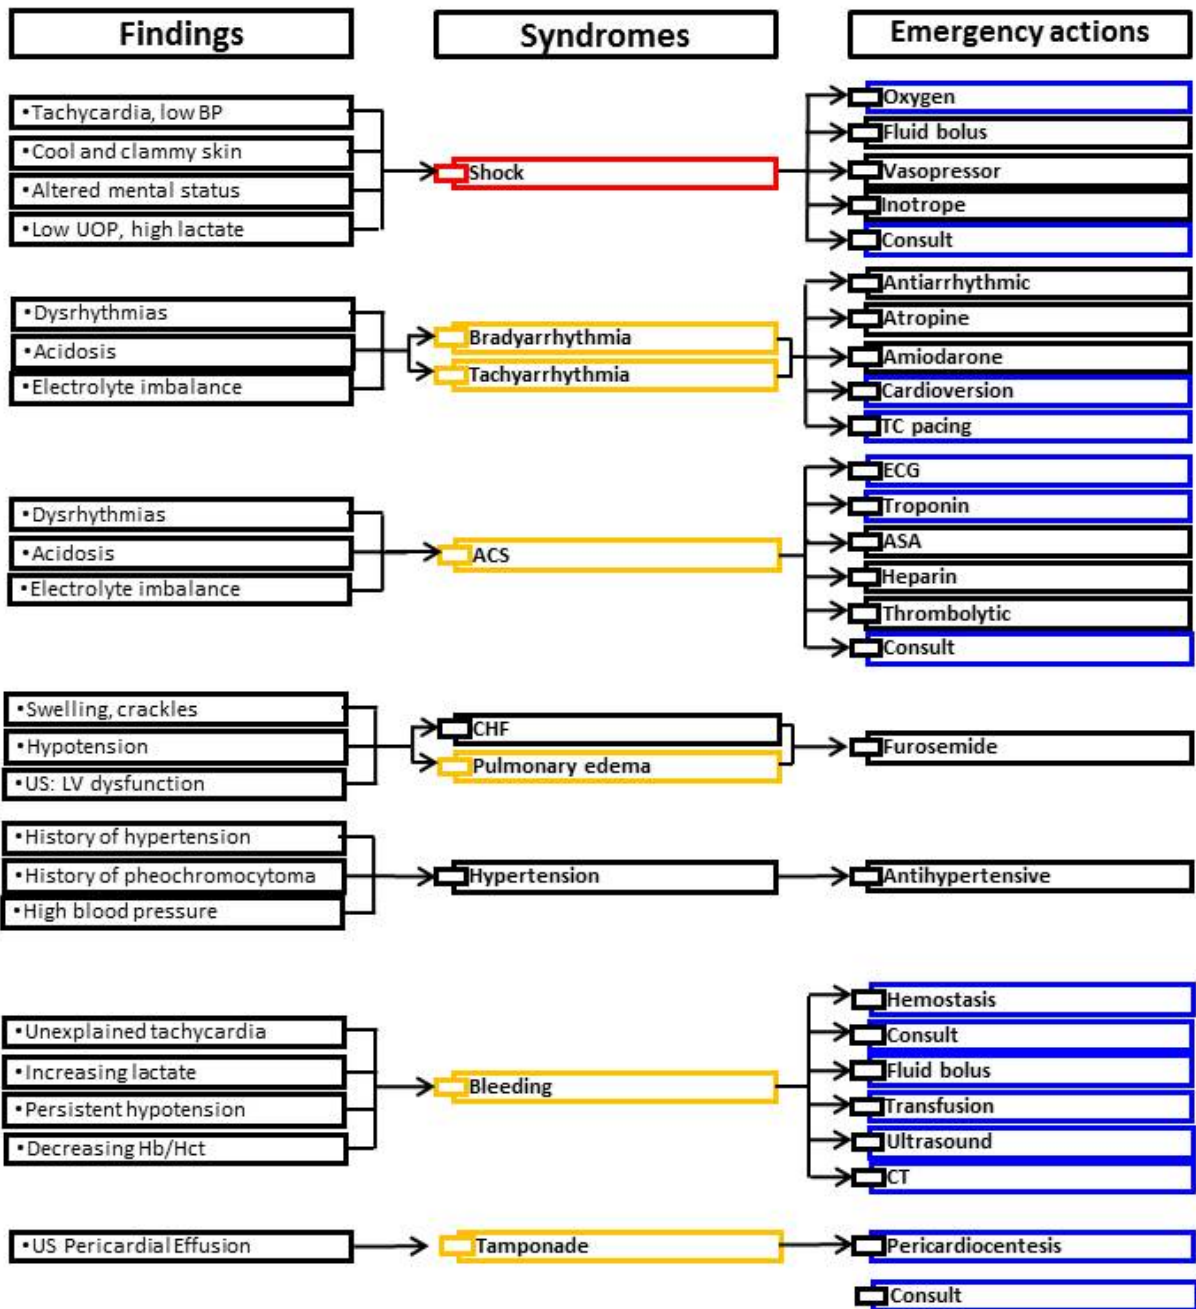 Findings
Syndromes
Emergency actions
•Tachycardia, low BP
•Cool and clammy skin
•Altered mental status
•Low UOP, high lactate
Shock
Oxygen
Fluid bolus
Vasopressor
Inotrope
Consult
•Dysrhythmias
•Acidosis
•Electrolyte imbalance
Bradyarrhythmia
Tachyarrhythmia
Antiarrhythmic
Atropine
Amiodarone
Cardioversion
TC pacing
•Dysrhythmias
•Acidosis
•Electrolyte imbalance
ACS
ECG
Troponin
ASA
Heparin
Thrombolytic
Consult
•Swelling, crackles
•Hypotension
•US: LV dysfunction
CHF
Pulmonary edema
Furosemide
•History of hypertension
•History of pheochromocytoma
•High blood pressure
Hypertension
Antihypertensive
•Unexplained tachycardia
•Increasing lactate
•Persistent hypotension
•Decreasing Hb/Hct
Bleeding
Hemostasis
Consult
Fluid bolus
Transfusion
Ultrasound
CT
•US Pericardial Effusion
Tamponade
Pericardiocentesis
Consult